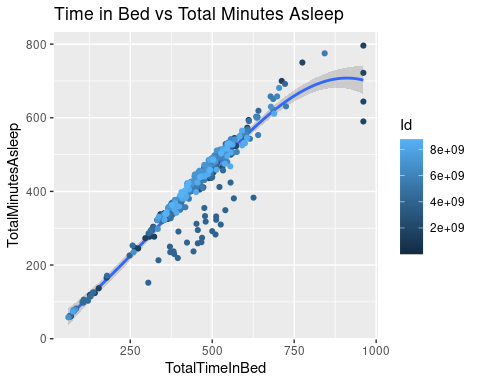 Time in Bed vs Total Minutes Asleep
TotalMinutesAsleep
800
600
400
200
0
250
500
750
1000
TotalTimeInBed
Id
8e+09
6e+09
4e+09
2e+09